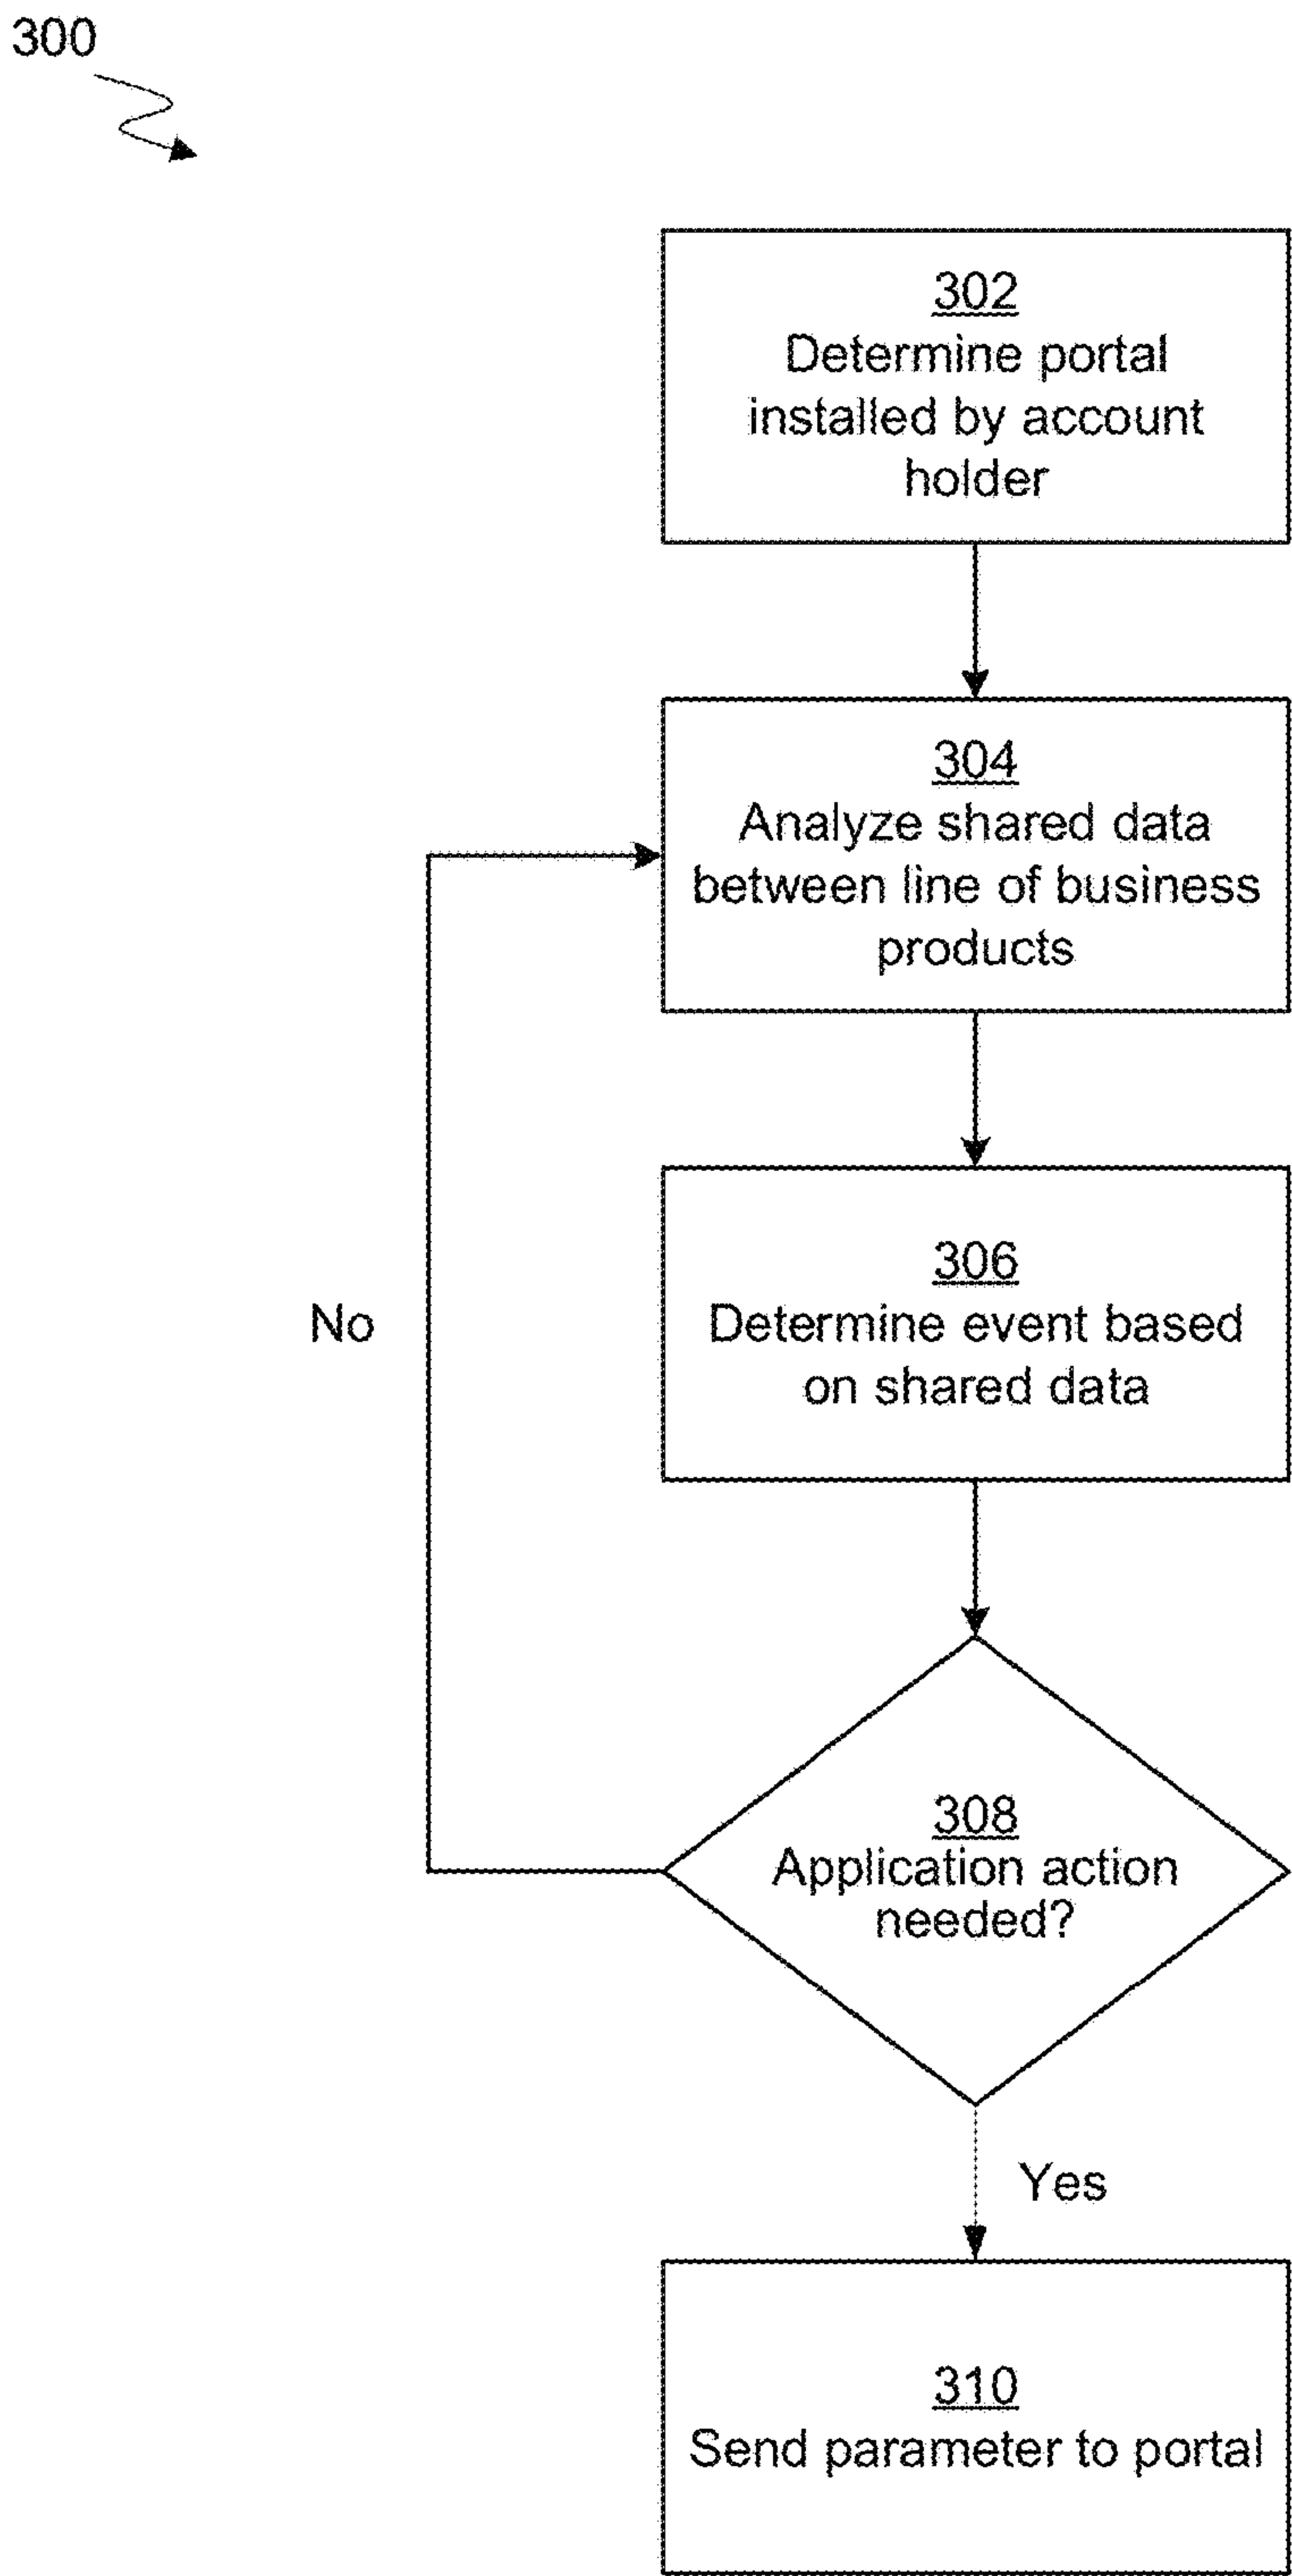 300
302
Determine portal
installed by account
holder
304
Analyze shared data
between line of business
products
306
Determine event based
on shared data
No
308
Application action
needed?
Yes
310
Send parameter to portal